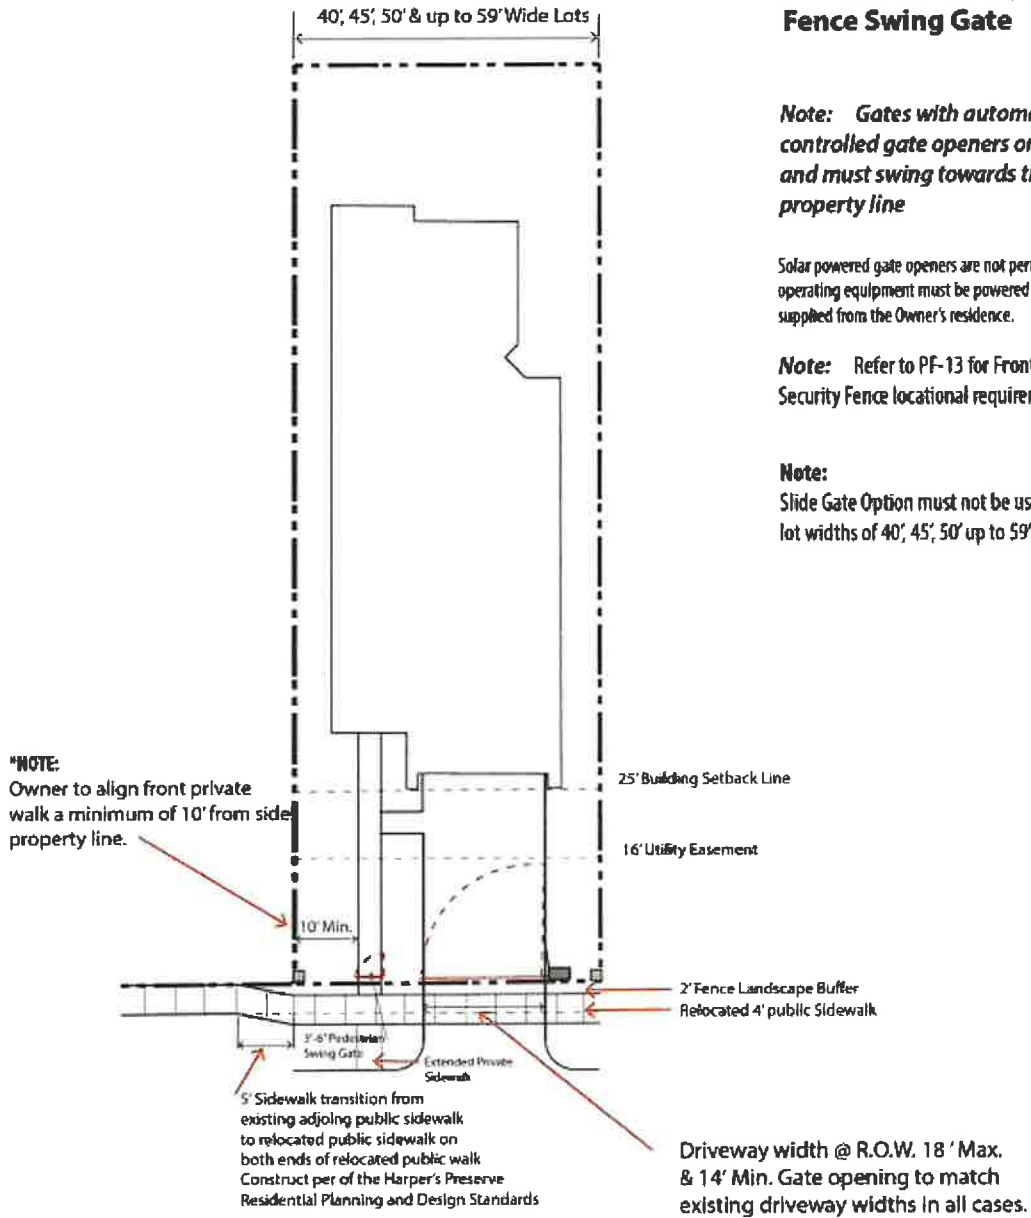 40', 45', 50' & up to 59' Wide Lots
Fence Swing Gate
Note: Gates with
controlled gate openers
and must swing towards
property line
Solar powered gate openers are not
operating equipment must be powered
supplied from the Owner's residence.
Note: Refer to PF-13 for Front
Security Fence locational
Note:
Slide Gate Option must not be
lot widths of 40', 45', 50' up to 59'
*NOTE:
Owner to align front private
walk a minimum of 10' from side
property line.
25' Building Setback Line
16' Utility Easement
10' Min.
2' Fence Landscape Buffer
Relocated 4' public Sidewalk
3'-6" Pedestrian
Swing Gate
Extended Private
Sidewalk
5' Sidewalk transition from
existing adjoing public sidewalk
to relocated public sidewalk on
both ends of relocated public walk
Construct per of the Harper's Preserve
Residential Planning and Design Standards
Driveway width @ R.O.W. 18' Max.
& 14' Min. Gate opening to match
existing driveway widths in all cases.